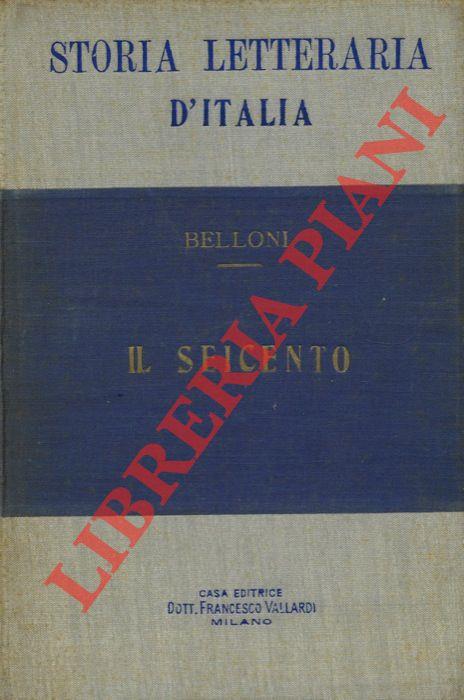 STORIA LETTERARIA
D'ITALIA
BELLONI
IL SEICENTO
CASA EDITRICE
DOTT. FRANCESCO VALLARDI
MILANO
LIBRERIA PIANI